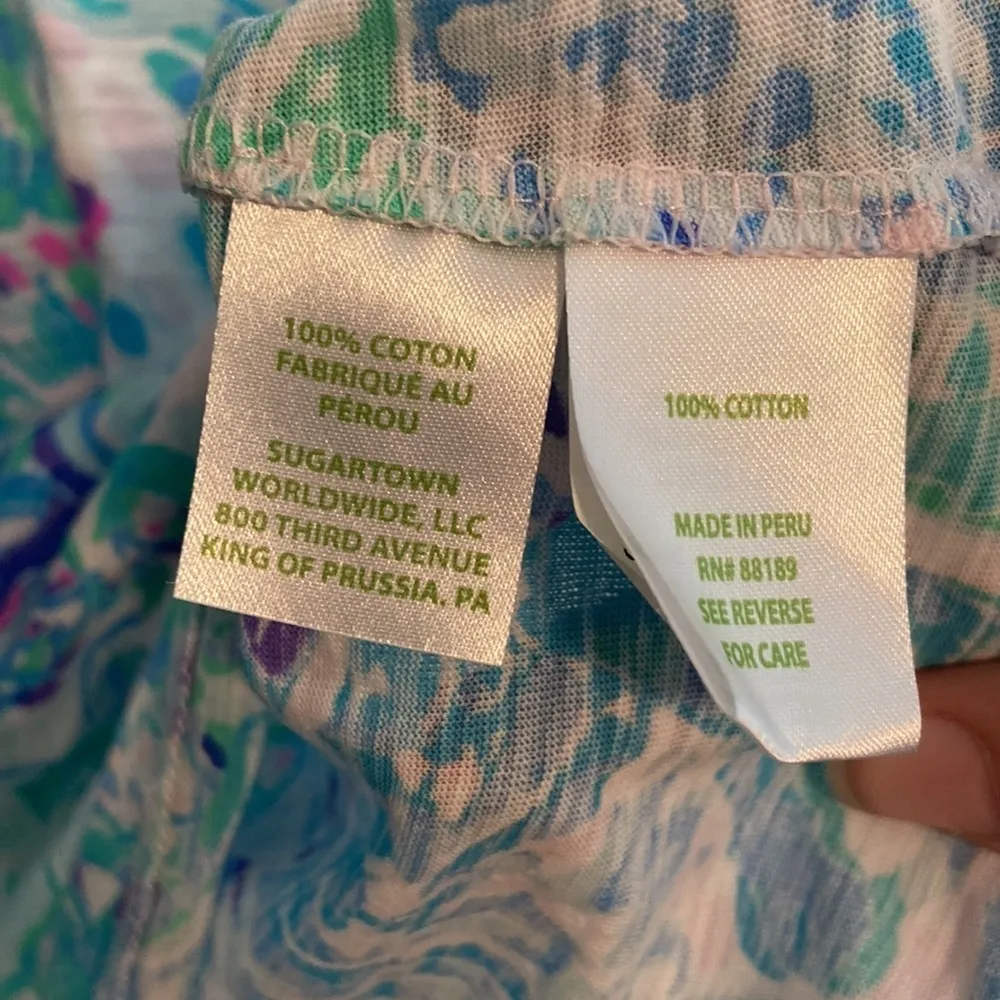 100% COTON
FABRIQUÉ AU
PÉROU
SUGARTOWN
WORLDWIDE, LLC
800 THIRD AVENUE
KING OF PRUSSIA, PA
100% COTTON
MADE IN PERU
RN# 88189
SEE REVERSE
FOR CARE